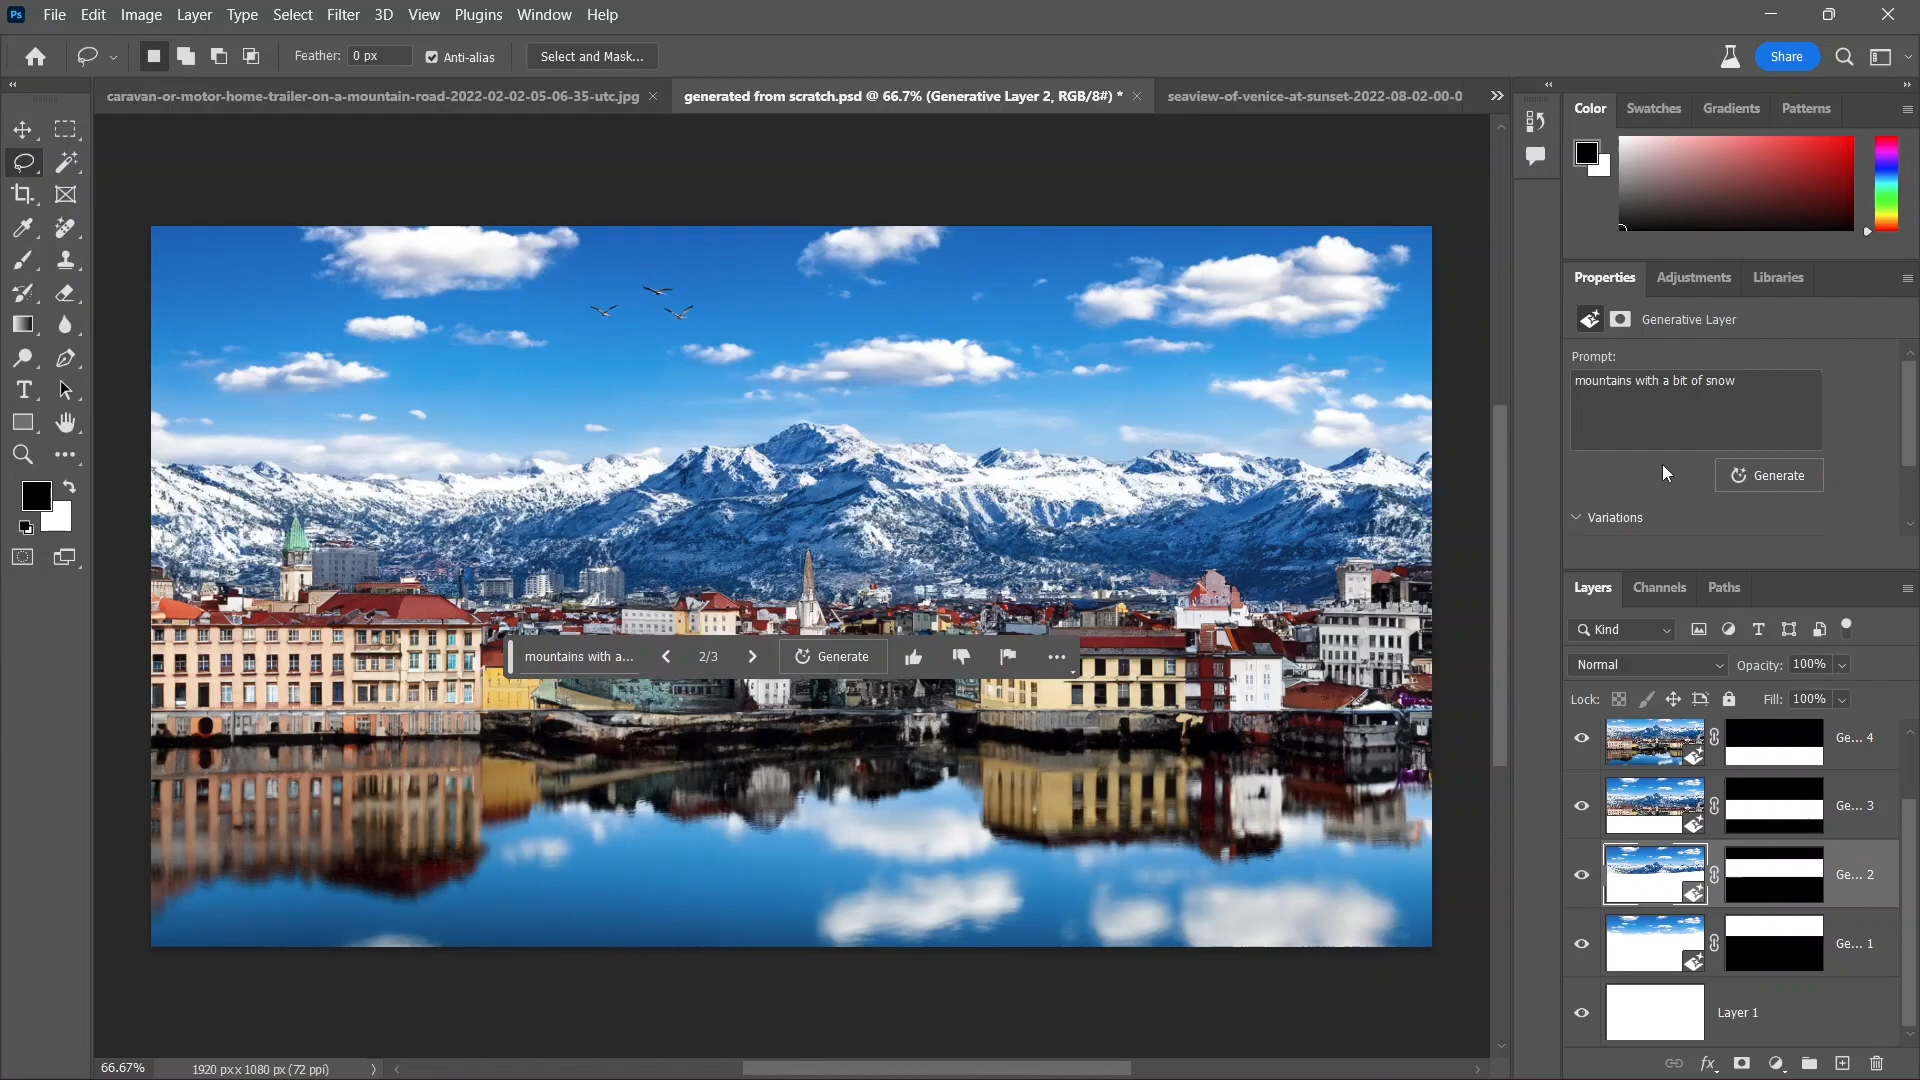 Ps File Edit Image Layer Type Select Filter 3D View Plugins Window Help
Feather: 0 px Anti-alias Select and Mask... Share
caravan-or-motor-home-trailer-on-a-mountain-road-2022-02-02-05-06-35-utc.jpg generated from scratch.psd @ 66.7% (Generative Layer 2, RGB/8#) * seaview-of-venice-at-sunset-2022-08-02-00-0
Color Swatches Gradients Patterns
Properties Adjustments Libraries
Generative Layer
Prompt:
mountains with a bit of snow
Generate
Variations
mountains with a... 2/3 Generate
Layers Channels Paths
Kind
Normal Opacity: 100%
Lock: Fill: 100%
Ge... 4
Ge... 3
Ge... 2
Ge... 1
Layer 1
fx
66.67% 1920 px x 1080 px (72 ppi)